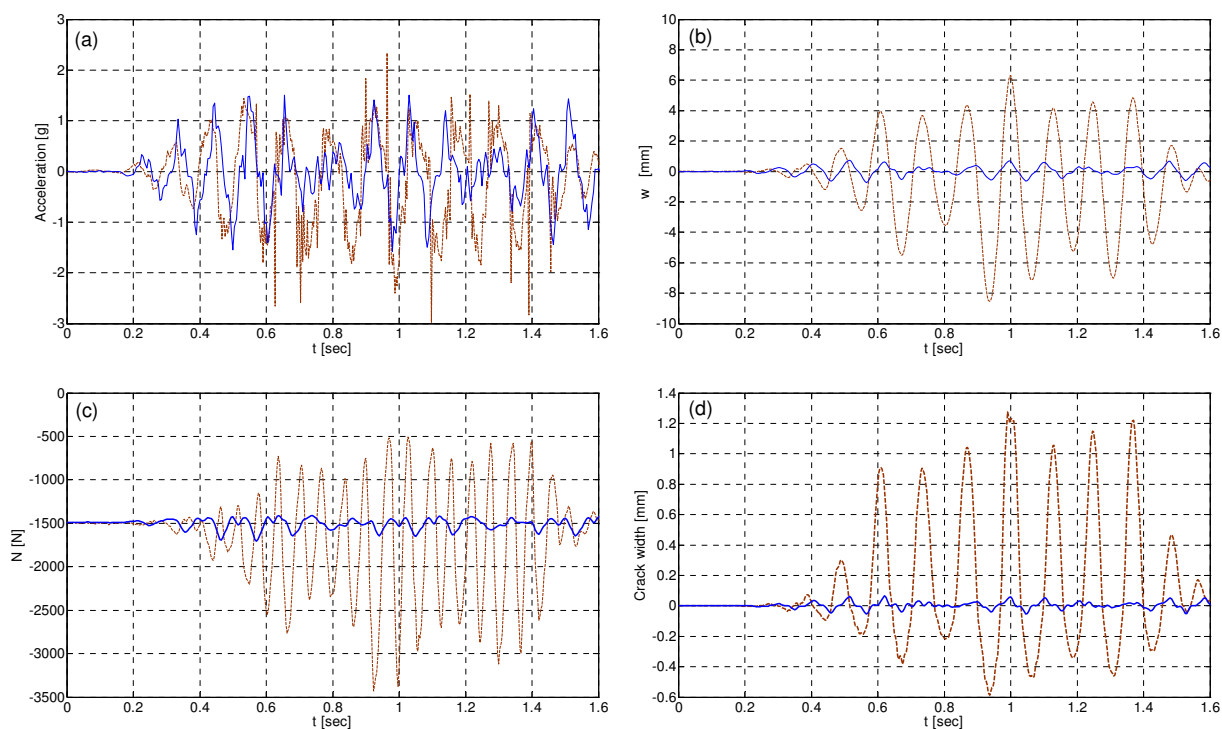 (a)
Acceleration [g]
3
2
1
0
-1
-2
-3
0 0.2 0.4 0.6 0.8 1 1.2 1.4 1.6
t [sec]
(b)
w [mm]
10
8
6
4
2
0
-2
-4
-6
-8
-10
0 0.2 0.4 0.6 0.8 1 1.2 1.4 1.6
t [sec]
(c)
N [N]
0
-500
-1000
-1500
-2000
-2500
-3000
-3500
0 0.2 0.4 0.6 0.8 1 1.2 1.4 1.6
t [sec]
(d)
Crack width [mm]
1.4
1.2
1
0.8
0.6
0.4
0.2
0
-0.2
-0.4
-0.6
0 0.2 0.4 0.6 0.8 1 1.2 1.4 1.6
t [sec]